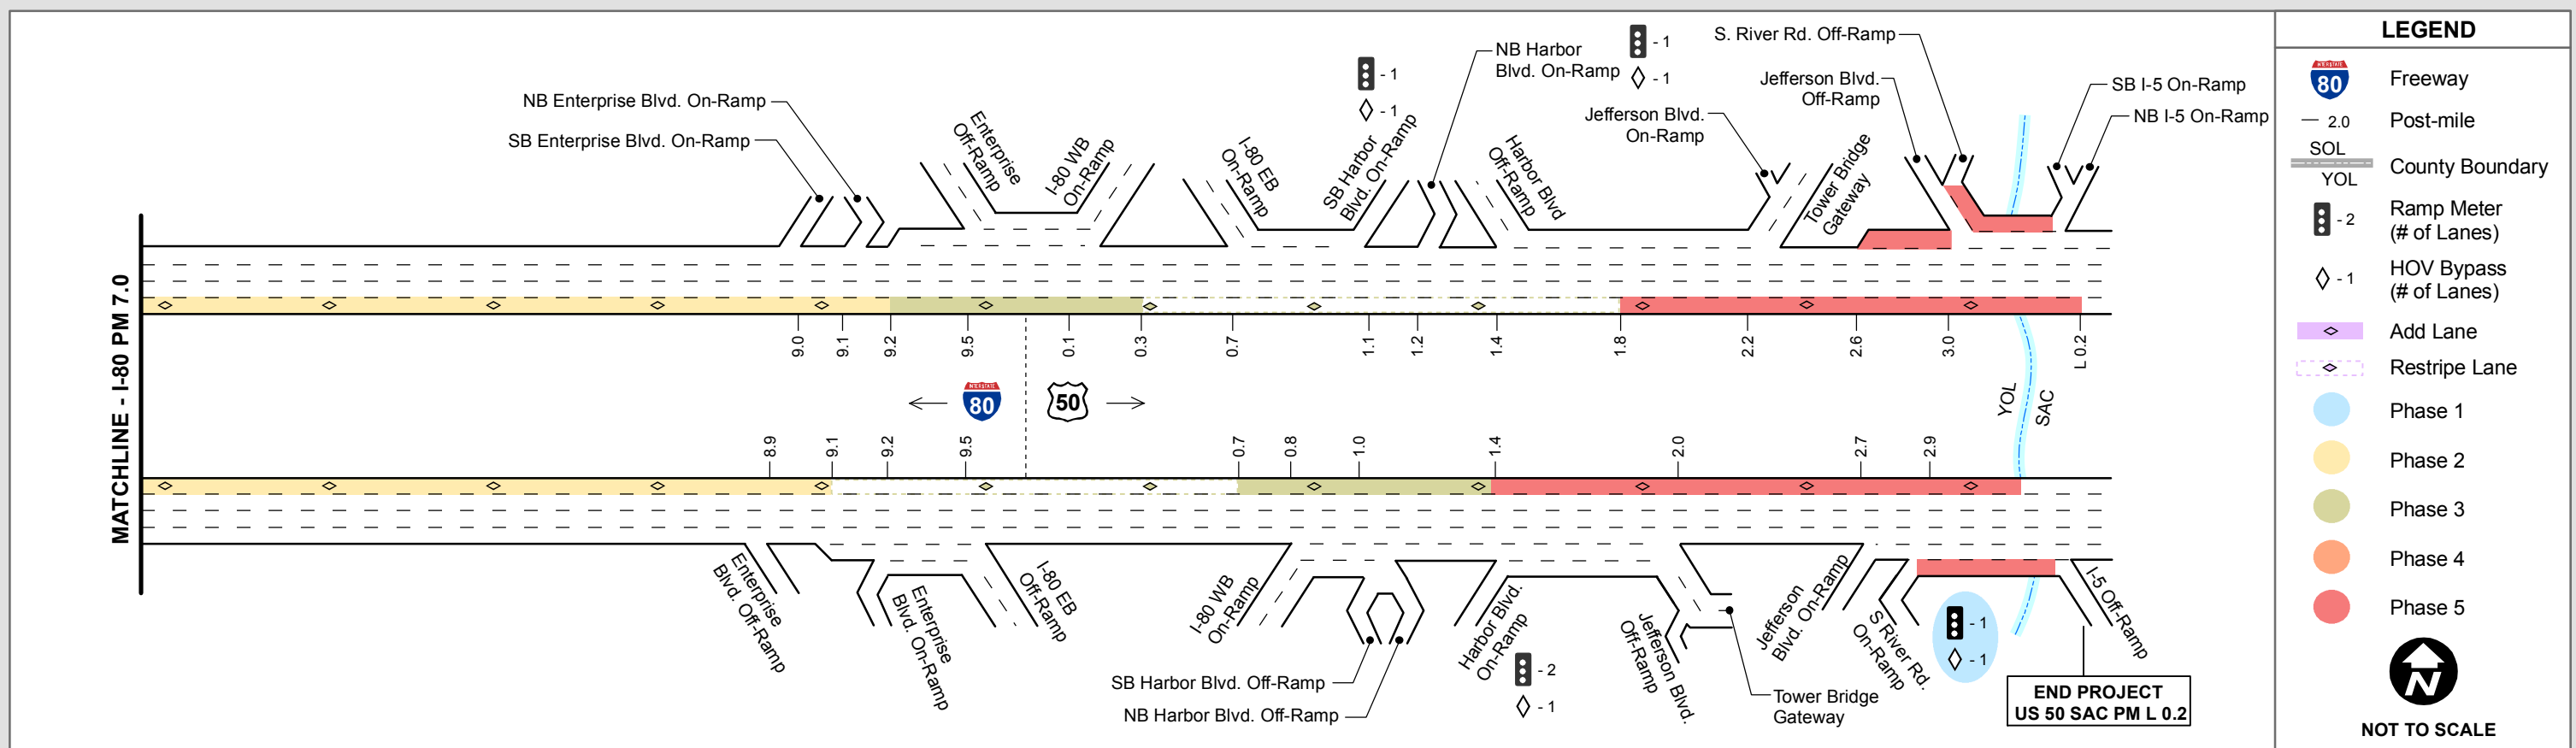 MATCHLINE - I-80 PM 7.0
NB Enterprise Blvd. On-Ramp
SB Enterprise Blvd. On-Ramp
Enterprise
Off-Ramp
I-80 WB
On-Ramp
I-80 EB
On-Ramp
- 1
- 1
SB Harbor
Blvd. On-Ramp
NB Harbor
Blvd. On-Ramp
- 1
- 1
Harbor Blvd
Off-Ramp
Jefferson Blvd.
On-Ramp
Tower Bridge
Gateway
S. River Rd. Off-Ramp
Jefferson Blvd.
Off-Ramp
SB I-5 On-Ramp
NB I-5 On-Ramp
9.0
9.1
9.2
9.5
0.1
0.3
0.7
1.1
1.2
1.4
1.8
2.2
2.6
3.0
L 0.2
INTERSTATE
80
50
YOL
SAC
8.9
9.1
9.2
9.5
0.7
0.8
1.0
1.4
2.0
2.7
2.9
Enterprise
Blvd. Off-Ramp
Enterprise
Blvd. On-Ramp
I-80 EB
Off-Ramp
I-80 WB
On-Ramp
SB Harbor Blvd. Off-Ramp
NB Harbor Blvd. Off-Ramp
Harbor Blvd.
On-Ramp
- 2
- 1
Jefferson Blvd.
Off-Ramp
Tower Bridge
Gateway
Jefferson
Blvd. On-Ramp
S River Rd.
On-Ramp
- 1
- 1
I-5 Off-Ramp
END PROJECT
US 50 SAC PM L 0.2
LEGEND
INTERSTATE
80
Freeway
2.0
Post-mile
SOL
YOL
County Boundary
- 2
Ramp Meter
(# of Lanes)
- 1
HOV Bypass
(# of Lanes)
Add Lane
Restripe Lane
Phase 1
Phase 2
Phase 3
Phase 4
Phase 5
N
NOT TO SCALE